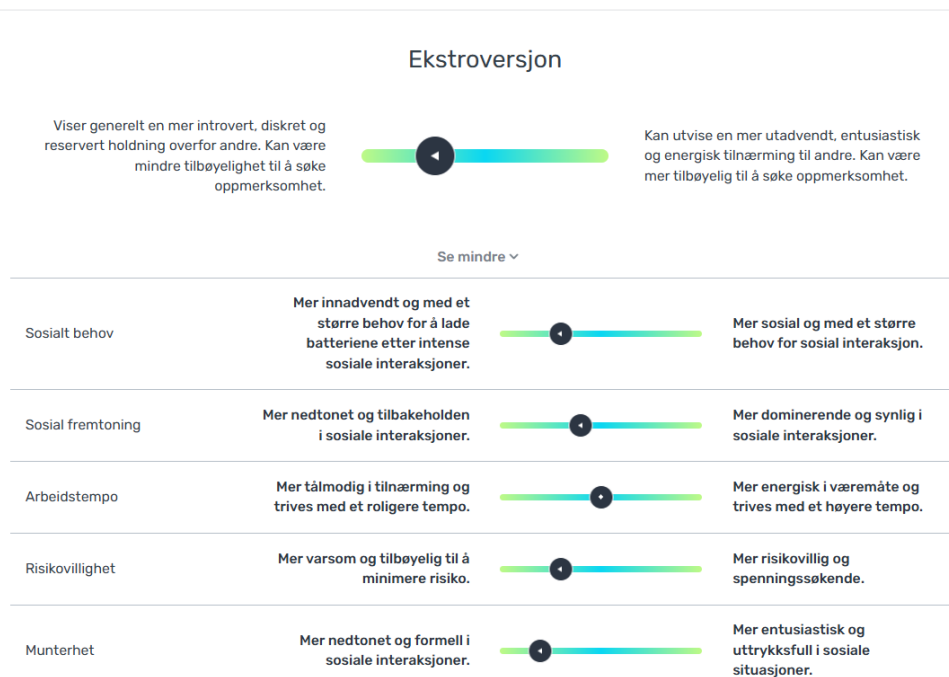 Ekstroversjon
Viser generelt en mer introvert, diskret og
reservert holdning overfor andre. Kan være
mindre tilbøyelighet til å søke
oppmerksomhet.
Kan utvise en mer utadvendt, entusiastisk
og energisk tilnærming til andre. Kan være
mer tilbøyelig til å søke oppmerksomhet.
Se mindre
Sosialt behov
Mer innadvent og med et
større behov for å lade
batteriene etter intense
sosiale interaksjoner.
Mer sosial og med et større
behov for sosial interaksjon.
Sosial fremtoning
Mer nedtonet og tilbakeholden
i sosiale interaksjoner.
Mer dominerende og synlig i
sosiale interaksjoner.
Arbeidstempo
Mer tålmodig i tilnærming og
trives med et roligere tempo.
Mer energisk i væremåte og
trives med et høyere tempo.
Risikovillighet
Mer varsom og tilbøyelig til å
minimere risiko.
Mer risikovillig og
spenningssøkende.
Munterhet
Mer nedtonet og formell i
sosiale interaksjoner.
Mer entusiastisk og
uttrykksfull i sosiale
situasjoner.